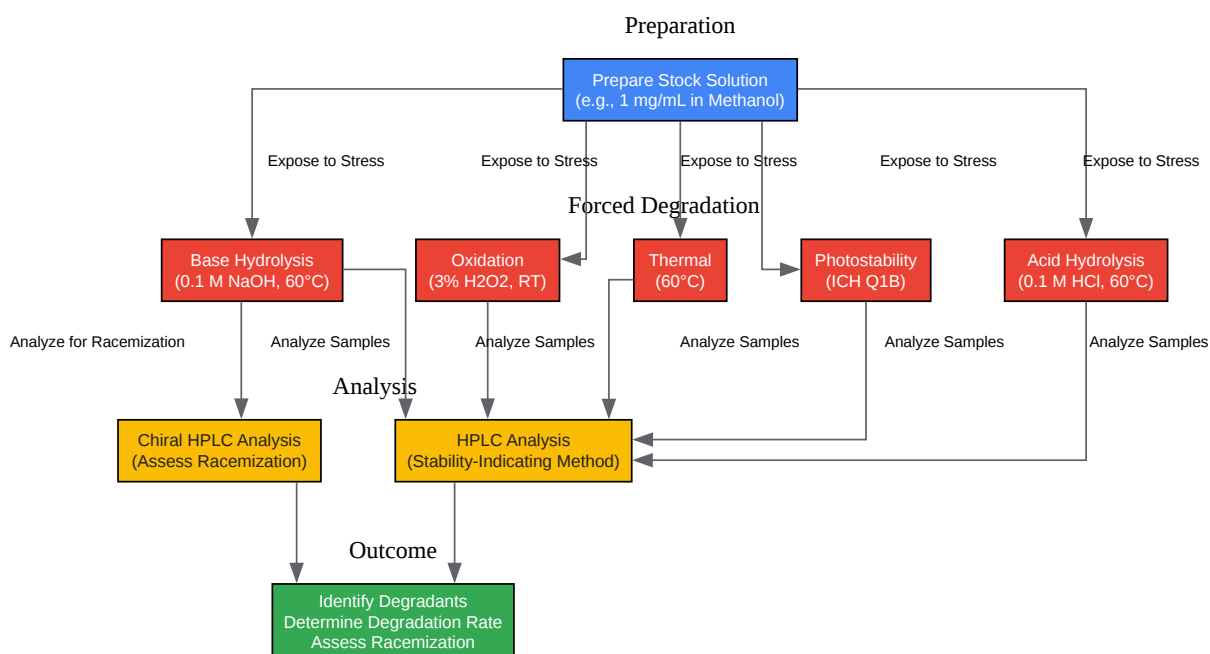 Preparation
Prepare Stock Solution
(e.g., 1 mg/mL in Methanol)
Expose to Stress
Expose to Stress
Expose to Stress
Expose to Stress
Expose to Stress
Forced Degradation
Base Hydrolysis
(0.1 M NaOH, 60°C)
Oxidation
(3% H2O2, RT)
Thermal
(60°C)
Photostability
(ICH Q1B)
Acid Hydrolysis
(0.1 M HCl, 60°C)
Analyze for Racemization
Analyze Samples
Analyze Samples
Analyze Samples
Analyze Samples
Analyze Samples
Analysis
Chiral HPLC Analysis
(Assess Racemization)
HPLC Analysis
(Stability-Indicating Method)
Outcome
Identify Degradants
Determine Degradation Rate
Assess Racemization